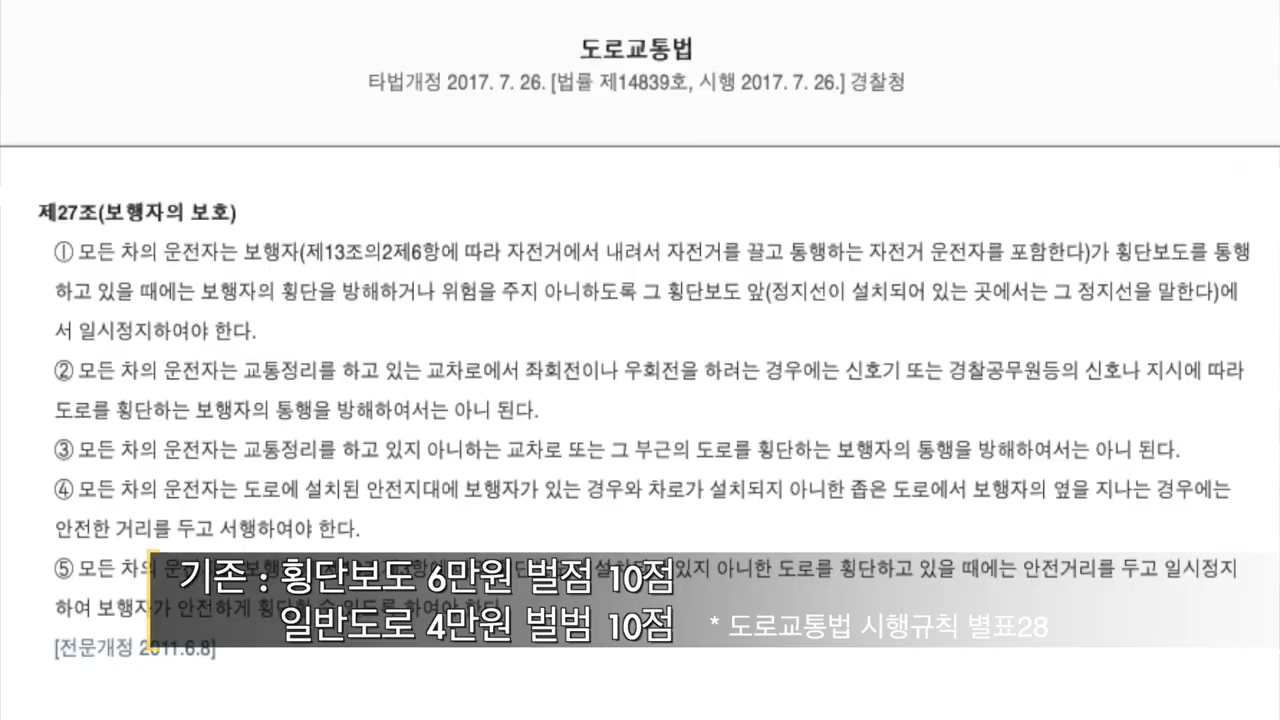 도로교통법
타법개정 2017. 7. 26. [법률 제14839호, 시행 2017. 7. 26.] 경찰청
제27조(보행자의 보호)
① 모든 차의 운전자는 보행자(제13조의2제6항에 따라 자전거에서 내려서 자전거를 끌고 통행하는 자전거 운전자를 포함한다)가 횡단보도를 통행
하고 있을 때에는 보행자의 횡단을 방해하거나 위험을 주지 아니하도록 그 횡단보도 앞(정지선이 설치되어 있는 곳에서는 그 정지선을 말한다)에
서 일시정지하여야 한다.
② 모든 차의 운전자는 교통정리를 하고 있는 교차로에서 좌회전이나 우회전을 하려는 경우에는 신호기 또는 경찰공무원등의 신호나 지시에 따라
도로를 횡단하는 보행자의 통행을 방해하여서는 아니 된다.
③ 모든 차의 운전자는 교통정리를 하고 있지 아니하는 교차로 또는 그 부근의 도로를 횡단하는 보행자의 통행을 방해하여서는 아니 된다.
④ 모든 차의 운전자는 도로에 설치된 안전지대에 보행자가 있는 경우와 차로가 설치되지 아니한 좁은 도로에서 보행자의 옆을 지나는 경우에는
안전한 거리를 두고 서행하여야 한다.
⑤ 모든 차의 있지 아니한 도로를 횡단하고 있을 때에는 안전거리를 두고 일시정지
하여 보행자가 안전하게 횡단할 수 있도록 하여야 한다.
기존 : 횡단보도 6만원 벌점 10점
일반도로 4만원 벌범 10점 * 도로교통법 시행규칙 별표28
[전문개정 2011.6.8]